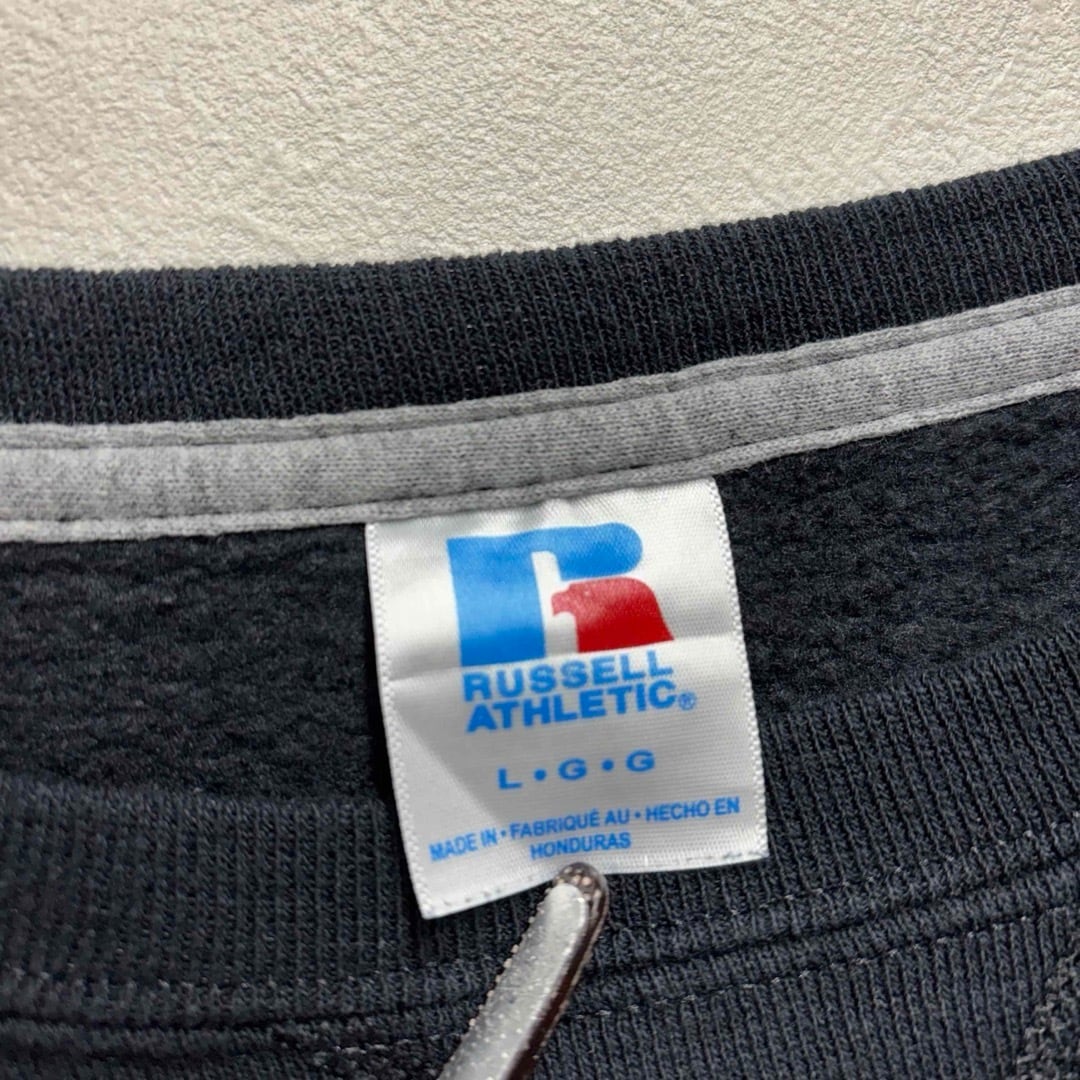 RUSSELL
ATHLETIC®
L • G • G
MADE IN • FABRIQUÉ AU • HECHO EN
HONDURAS